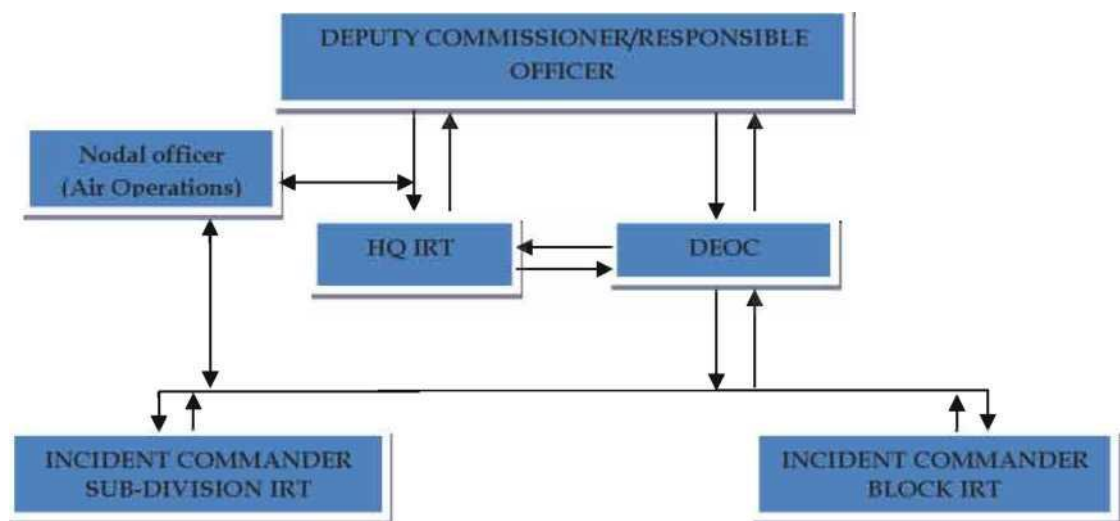 DEPUTY COMMISSIONER/RESPONSIBLE
OFFICER
Nodal officer
(Air Operations)
HQ IRT
DEOC
INCIDENT COMMANDER
SUB-DIVISION IRT
INCIDENT COMMANDER
BLOCK IRT